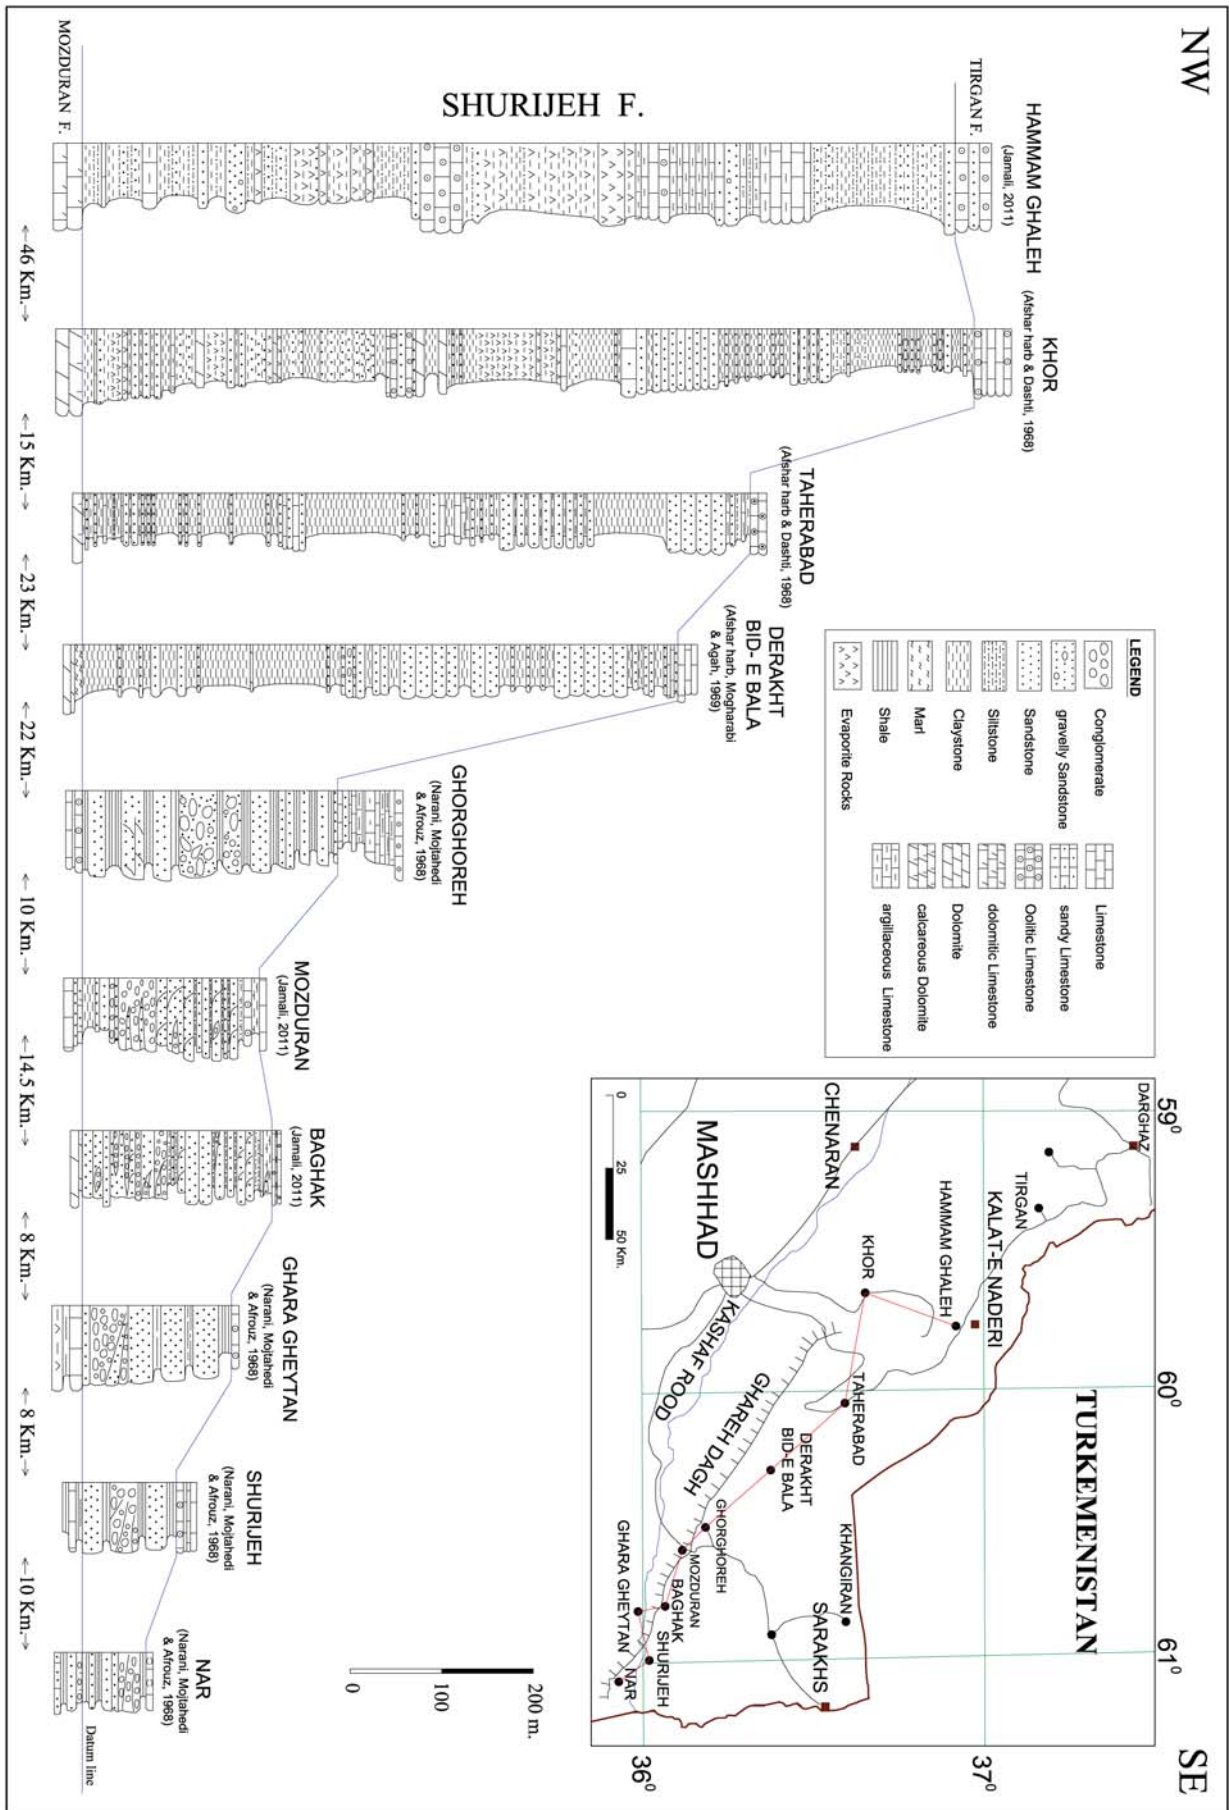 NW
SE
SHURIJEH F.
MOZDURAN F.
TIRGAN F.
HAMMAM GHALEH
(Jamali, 2011)
KHOR
(Afshar harb & Dashti, 1968)
TAHERABAD
(Afshar harb & Dashti, 1968)
DERAKHT
BID- E BALA
(Afshar harb, Mogharabi
& Agah, 1969)
GHORGHOREH
(Narani, Mojtahedi
& Afrouz, 1968)
MOZDURAN
(Jamali, 2011)
BAGHAK
(Jamali, 2011)
GHARA GHEYTAN
(Narani, Mojtahedi
& Afrouz, 1968)
SHURIJEH
(Narani, Mojtahedi
& Afrouz, 1968)
NAR
(Narani, Mojtahedi
& Afrouz, 1968)
←46 Km.→
←15 Km.→
←23 Km.→
←22 Km.→
← 10 Km.→
←14.5 Km.→
←8 Km.→
←8 Km.→
←10 Km.→
Datum line
0
100
200 m.
LEGEND
Conglomerate
gravelly Sandstone
Sandstone
Siltstone
Claystone
Marl
Shale
Evaporite Rocks
Limestone
sandy Limestone
Oolitic Limestone
dolomitic Limestone
Dolomite
calcareous Dolomite
argillaceous Limestone
59⁰
60⁰
61⁰
37⁰
36⁰
DARGHAZ
TIRGAN
KALAT-E NADERI
HAMMAM GHALEH
TURKEMENISTAN
CHENARAN
KHOR
MASHHAD
KASHAF ROOD
GHAREH DAGH
TAHERABAD
DERAKHT
BID-E BALA
GHORGHOREH
MOZDURAN
BAGHAK
GHARA GHEYTAN
SHURIJEH
NAR
KHANGIRAN
SARAKHS
0
25
50 Km.